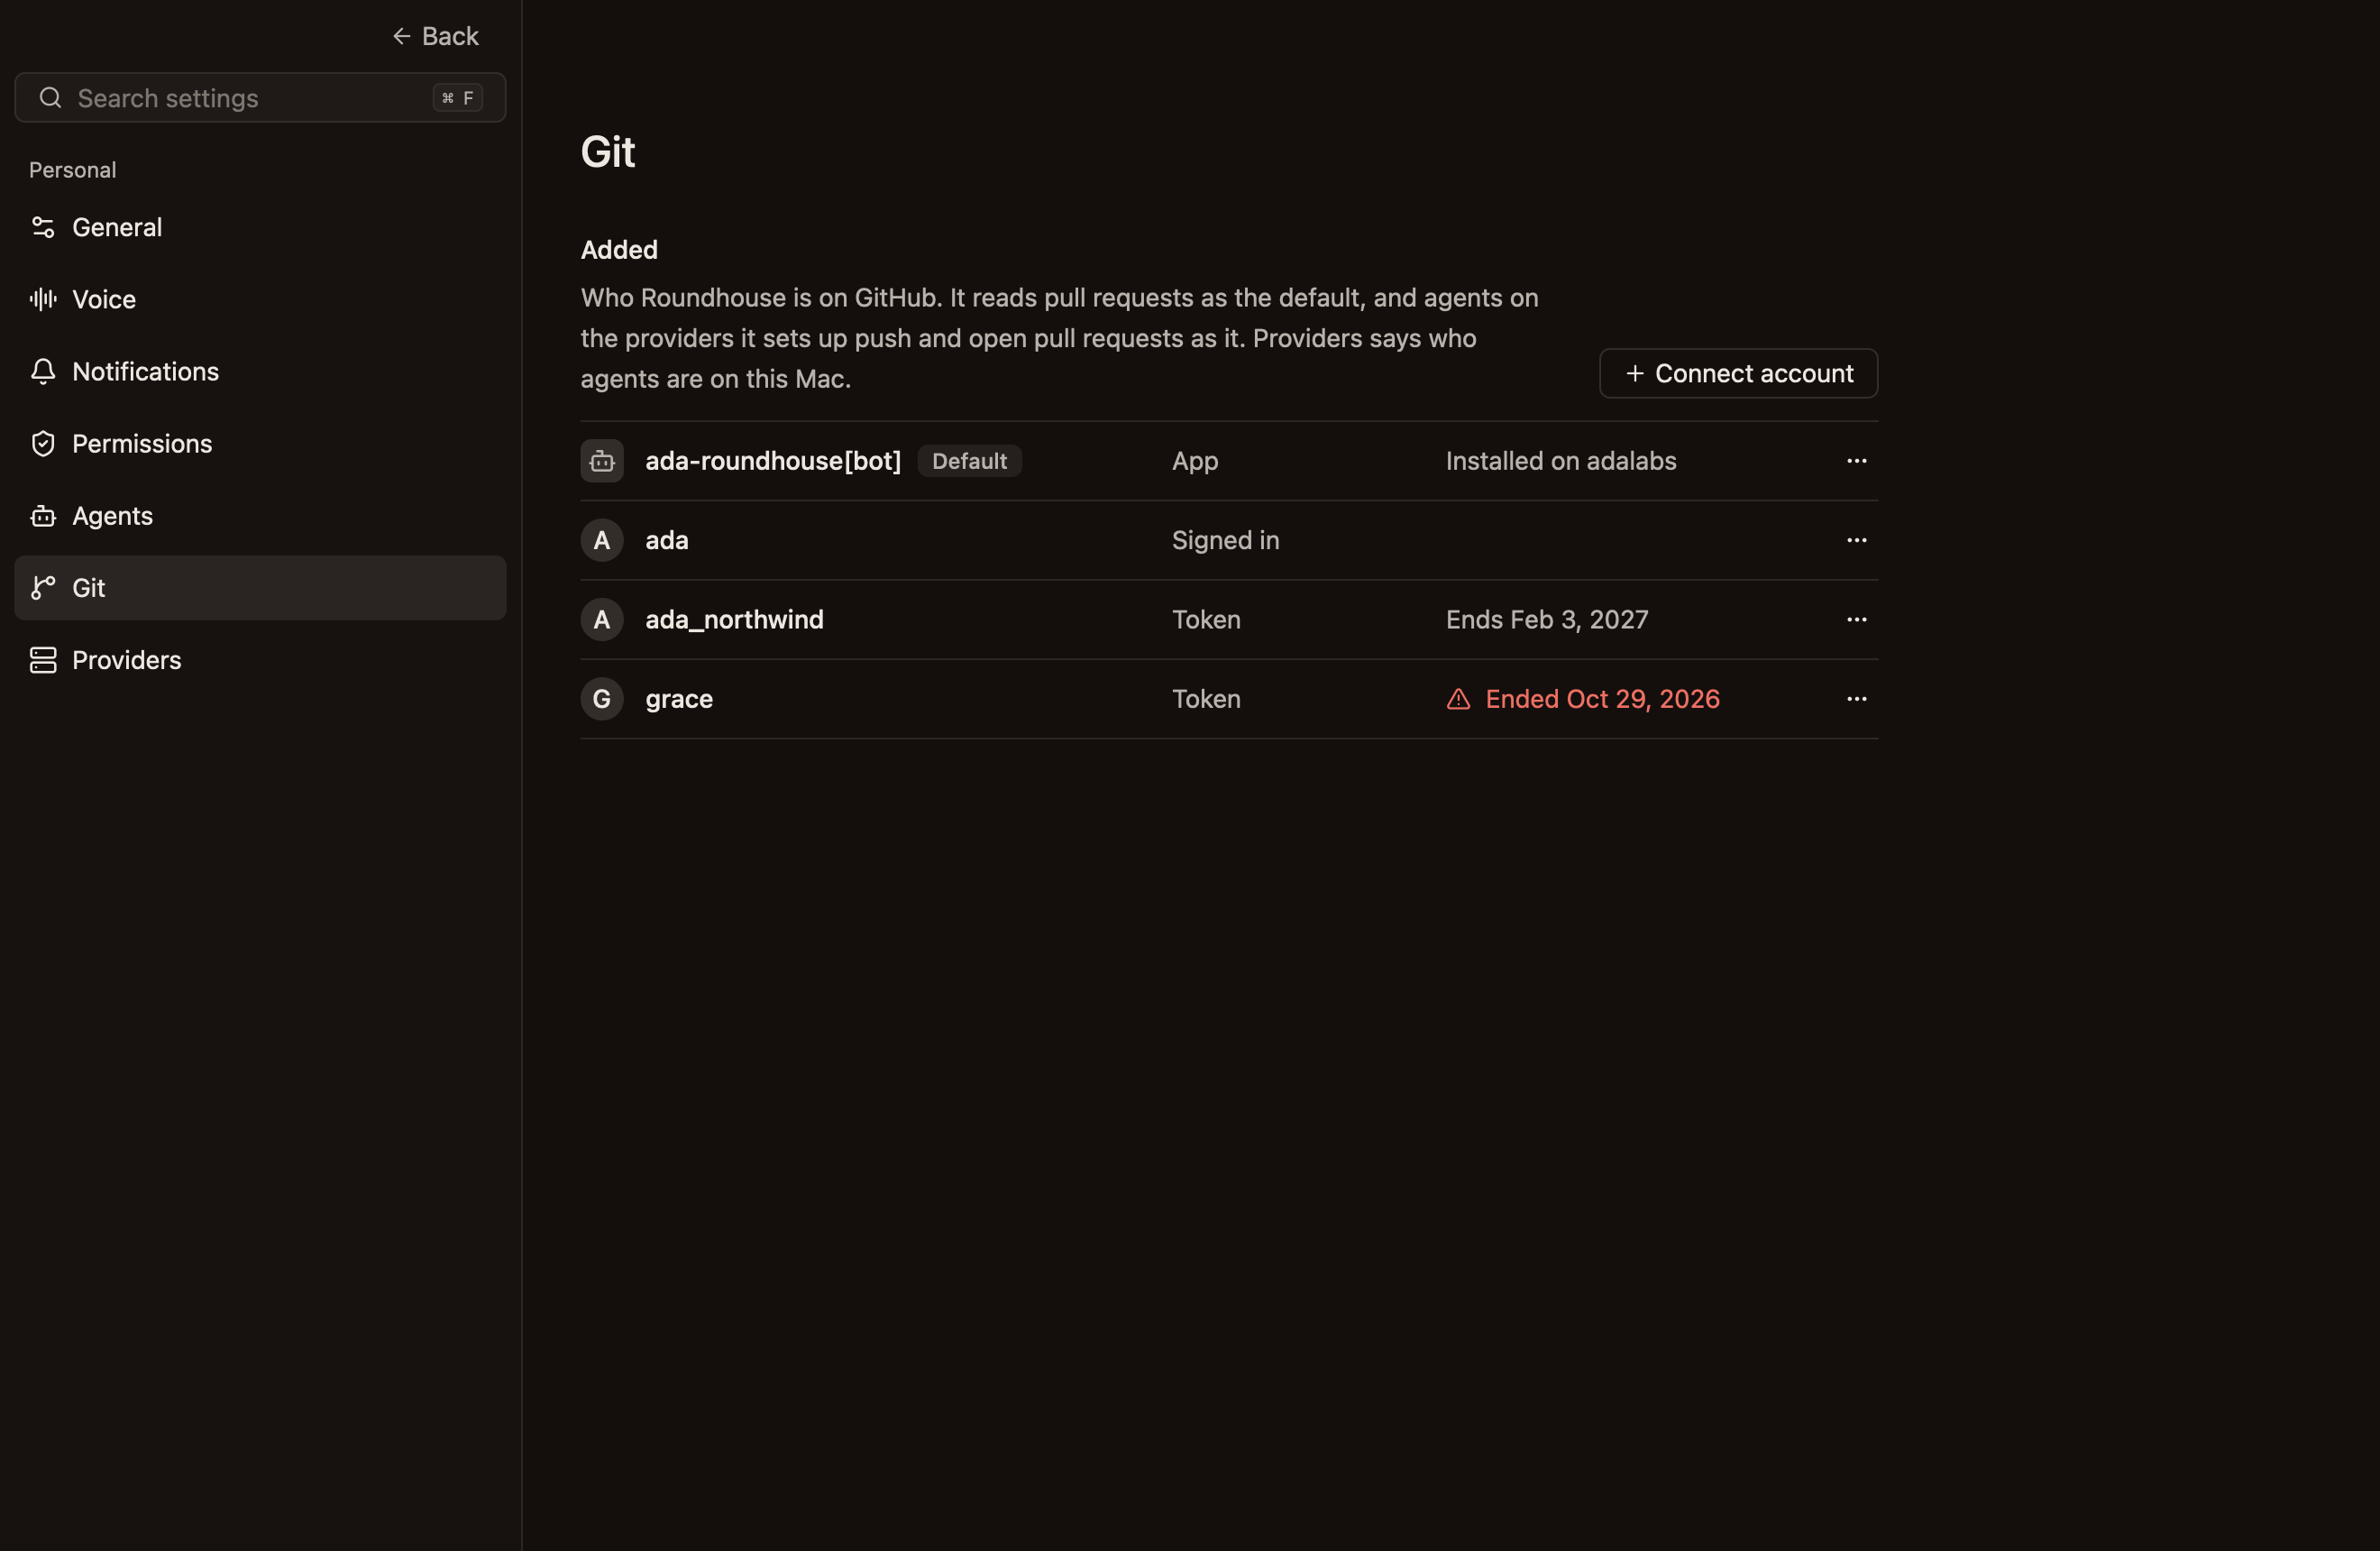 Back
Search settings
⌘ F
Personal
General
Voice
Notifications
Permissions
Agents
Git
Providers
Git
Added
Who Roundhouse is on GitHub. It reads pull requests as the default, and agents on
the providers it sets up push and open pull requests as it. Providers says who
agents are on this Mac.
+ Connect account
ada-roundhouse[bot] Default App Installed on adalabs
A ada Signed in
A ada_northwind Token Ends Feb 3, 2027
G grace Token Ended Oct 29, 2026